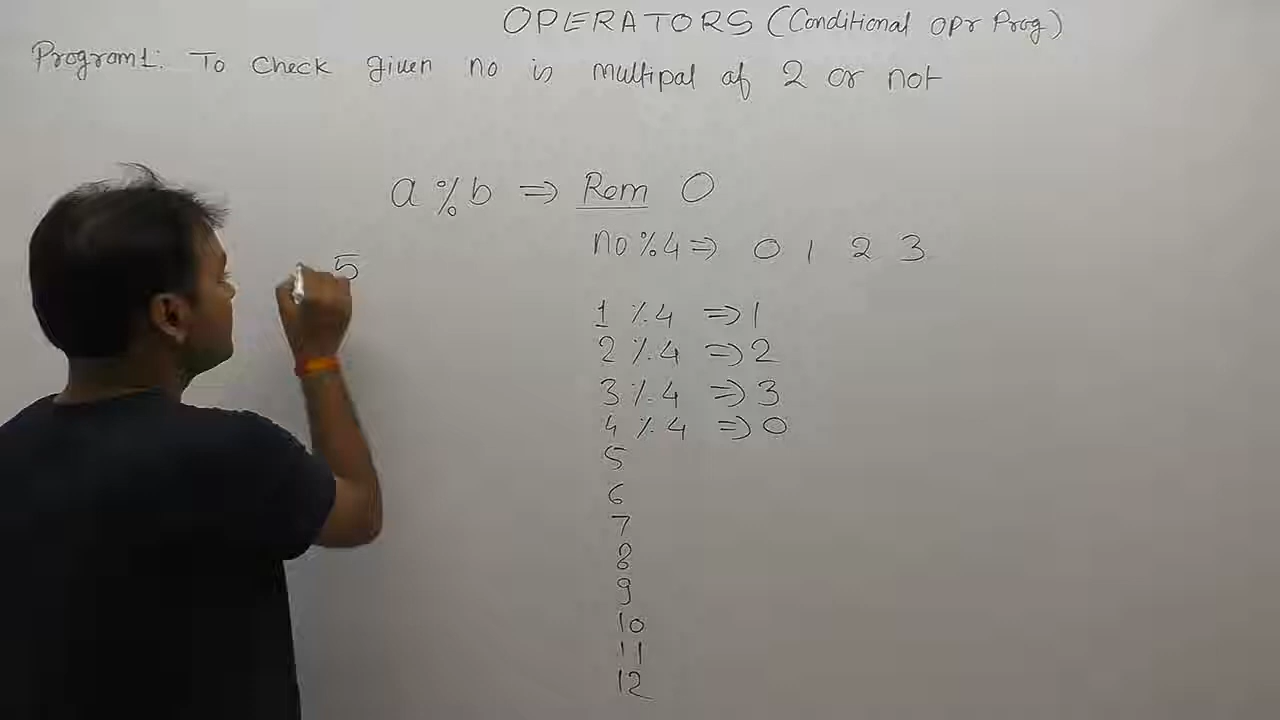 OPERATORS (Conditional opr Prog)
Program1: To check given no is multipal of 2 or not
a % b ⇒ Rem 0
no % 4 ⇒ 0 1 2 3
5
1 % 4 ⇒ 1
2 % 4 ⇒ 2
3 % 4 ⇒ 3
4 % 4 ⇒ 0
5
6
7
8
9
10
11
12